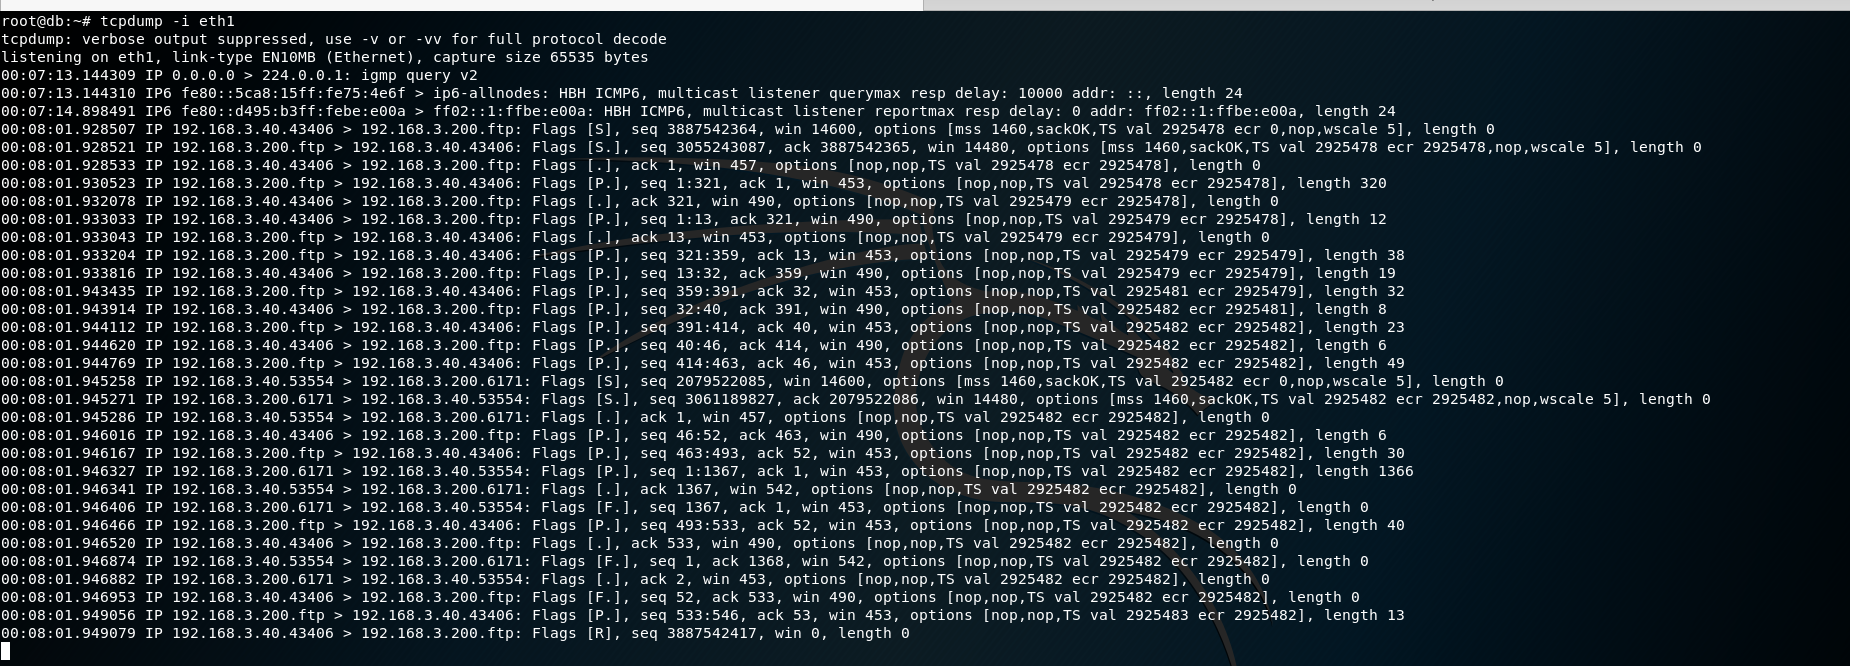 root@db:~# tcpdump -i eth1
tcpdump: verbose output suppressed, use -v or -vv for full protocol decode
listening on eth1, link-type EN10MB (Ethernet), capture size 65535 bytes
00:07:13.144309 IP 0.0.0.0 > 224.0.0.1: igmp query v2
00:07:13.144310 IP6 fe80::5ca8:15ff:fe75:4e6f > ip6-allnodes: HBH ICMP6, multicast listener querymax resp delay: 10000 addr: ::, length 24
00:07:14.898491 IP6 fe80::d495:b3ff:febe:e00a > ff02::1:ffbe:e00a: HBH ICMP6, multicast listener reportmax resp delay: 0 addr: ff02::1:ffbe:e00a, length 24
00:08:01.928507 IP 192.168.3.40.43406 > 192.168.3.200.ftp: Flags [S], seq 3887542364, win 14600, options [mss 1460,sackOK,TS val 2925478 ecr 0,nop,wscale 5], length 0
00:08:01.928521 IP 192.168.3.200.ftp > 192.168.3.40.43406: Flags [S.], seq 3055243087, ack 3887542365, win 14480, options [mss 1460,sackOK,TS val 2925478 ecr 2925478,nop,wscale 5], length 0
00:08:01.928533 IP 192.168.3.40.43406 > 192.168.3.200.ftp: Flags [.], ack 1, win 457, options [nop,nop,TS val 2925478 ecr 2925478], length 0
00:08:01.930523 IP 192.168.3.200.ftp > 192.168.3.40.43406: Flags [P.], seq 1:321, ack 1, win 453, options [nop,nop,TS val 2925478 ecr 2925478], length 320
00:08:01.932078 IP 192.168.3.40.43406 > 192.168.3.200.ftp: Flags [.], ack 321, win 490, options [nop,nop,TS val 2925479 ecr 2925478], length 0
00:08:01.933033 IP 192.168.3.40.43406 > 192.168.3.200.ftp: Flags [P.], seq 1:13, ack 321, win 490, options [nop,nop,TS val 2925479 ecr 2925478], length 12
00:08:01.933043 IP 192.168.3.200.ftp > 192.168.3.40.43406: Flags [.], ack 13, win 453, options [nop,nop,TS val 2925479 ecr 2925479], length 0
00:08:01.933204 IP 192.168.3.200.ftp > 192.168.3.40.43406: Flags [P.], seq 321:359, ack 13, win 453, options [nop,nop,TS val 2925479 ecr 2925479], length 38
00:08:01.933816 IP 192.168.3.40.43406 > 192.168.3.200.ftp: Flags [P.], seq 13:32, ack 359, win 490, options [nop,nop,TS val 2925479 ecr 2925479], length 19
00:08:01.943435 IP 192.168.3.200.ftp > 192.168.3.40.43406: Flags [P.], seq 359:391, ack 32, win 453, options [nop,nop,TS val 2925481 ecr 2925479], length 32
00:08:01.943914 IP 192.168.3.40.43406 > 192.168.3.200.ftp: Flags [P.], seq 32:40, ack 391, win 490, options [nop,nop,TS val 2925482 ecr 2925481], length 8
00:08:01.944112 IP 192.168.3.200.ftp > 192.168.3.40.43406: Flags [P.], seq 391:414, ack 40, win 453, options [nop,nop,TS val 2925482 ecr 2925482], length 23
00:08:01.944620 IP 192.168.3.40.43406 > 192.168.3.200.ftp: Flags [P.], seq 40:46, ack 414, win 490, options [nop,nop,TS val 2925482 ecr 2925482], length 6
00:08:01.944769 IP 192.168.3.200.ftp > 192.168.3.40.43406: Flags [P.], seq 414:463, ack 46, win 453, options [nop,nop,TS val 2925482 ecr 2925482], length 49
00:08:01.945258 IP 192.168.3.40.53554 > 192.168.3.200.6171: Flags [S], seq 2079522085, win 14600, options [mss 1460,sackOK,TS val 2925482 ecr 0,nop,wscale 5], length 0
00:08:01.945271 IP 192.168.3.200.6171 > 192.168.3.40.53554: Flags [S.], seq 3061189827, ack 2079522086, win 14480, options [mss 1460,sackOK,TS val 2925482 ecr 2925482,nop,wscale 5], length 0
00:08:01.945286 IP 192.168.3.40.53554 > 192.168.3.200.6171: Flags [.], ack 1, win 457, options [nop,nop,TS val 2925482 ecr 2925482], length 0
00:08:01.946016 IP 192.168.3.40.43406 > 192.168.3.200.ftp: Flags [P.], seq 46:52, ack 463, win 490, options [nop,nop,TS val 2925482 ecr 2925482], length 6
00:08:01.946167 IP 192.168.3.200.ftp > 192.168.3.40.43406: Flags [P.], seq 463:493, ack 52, win 453, options [nop,nop,TS val 2925482 ecr 2925482], length 30
00:08:01.946327 IP 192.168.3.200.6171 > 192.168.3.40.53554: Flags [P.], seq 1:1367, ack 1, win 453, options [nop,nop,TS val 2925482 ecr 2925482], length 1366
00:08:01.946341 IP 192.168.3.40.53554 > 192.168.3.200.6171: Flags [.], ack 1367, win 542, options [nop,nop,TS val 2925482 ecr 2925482], length 0
00:08:01.946406 IP 192.168.3.200.6171 > 192.168.3.40.53554: Flags [F.], seq 1367, ack 1, win 453, options [nop,nop,TS val 2925482 ecr 2925482], length 0
00:08:01.946466 IP 192.168.3.200.ftp > 192.168.3.40.43406: Flags [P.], seq 493:533, ack 52, win 453, options [nop,nop,TS val 2925482 ecr 2925482], length 40
00:08:01.946520 IP 192.168.3.40.43406 > 192.168.3.200.ftp: Flags [.], ack 533, win 490, options [nop,nop,TS val 2925482 ecr 2925482], length 0
00:08:01.946874 IP 192.168.3.40.53554 > 192.168.3.200.6171: Flags [F.], seq 1, ack 1368, win 542, options [nop,nop,TS val 2925482 ecr 2925482], length 0
00:08:01.946882 IP 192.168.3.200.6171 > 192.168.3.40.53554: Flags [.], ack 2, win 453, options [nop,nop,TS val 2925482 ecr 2925482], length 0
00:08:01.946953 IP 192.168.3.40.43406 > 192.168.3.200.ftp: Flags [F.], seq 52, ack 533, win 490, options [nop,nop,TS val 2925482 ecr 2925482], length 0
00:08:01.949056 IP 192.168.3.200.ftp > 192.168.3.40.43406: Flags [P.], seq 533:546, ack 53, win 453, options [nop,nop,TS val 2925483 ecr 2925482], length 13
00:08:01.949079 IP 192.168.3.40.43406 > 192.168.3.200.ftp: Flags [R], seq 3887542417, win 0, length 0